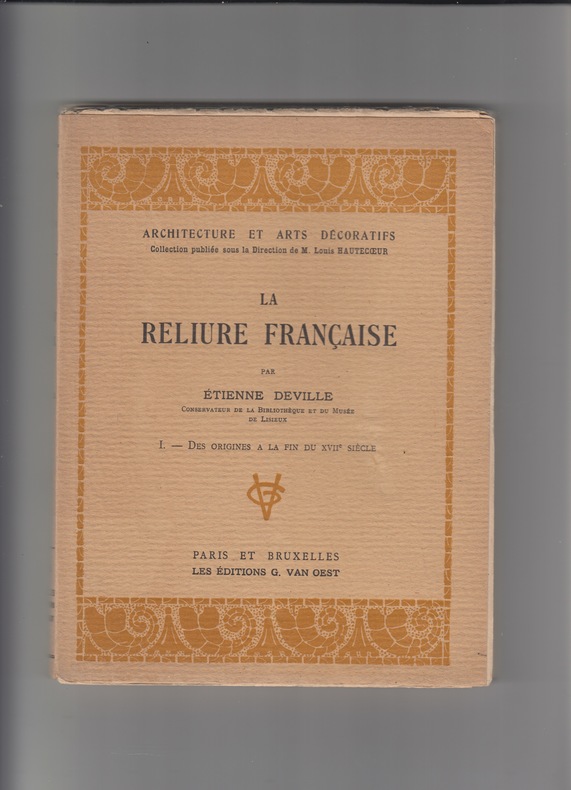 ARCHITECTURE ET ARTS DÉCORATIFS
Collection publiée sous la Direction de M. Louis HAUTECŒUR
LA
RELIURE FRANÇAISE
PAR
ÉTIENNE DEVILLE
CONSERVATEUR DE LA BIBLIOTHÈQUE ET DU MUSÉE
DE LISIEUX
I. — DES ORIGINES A LA FIN DU XVIIe SIÈCLE
VG
PARIS ET BRUXELLES
LES ÉDITIONS G. VAN OEST